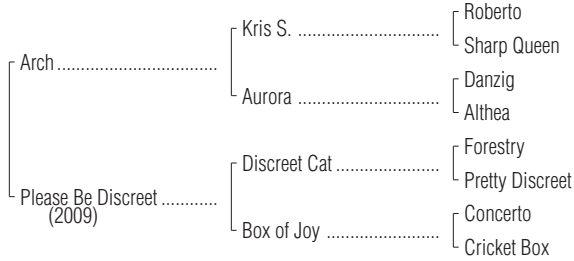 Roberto
Kris S. ..............................
Sharp Queen
Arch ..................................
Danzig
Aurora ..............................
Althea
Forestry
Discreet Cat ......................
Pretty Discreet
Please Be Discreet ............
(2009)
Concerto
Box of Joy ........................
Cricket Box